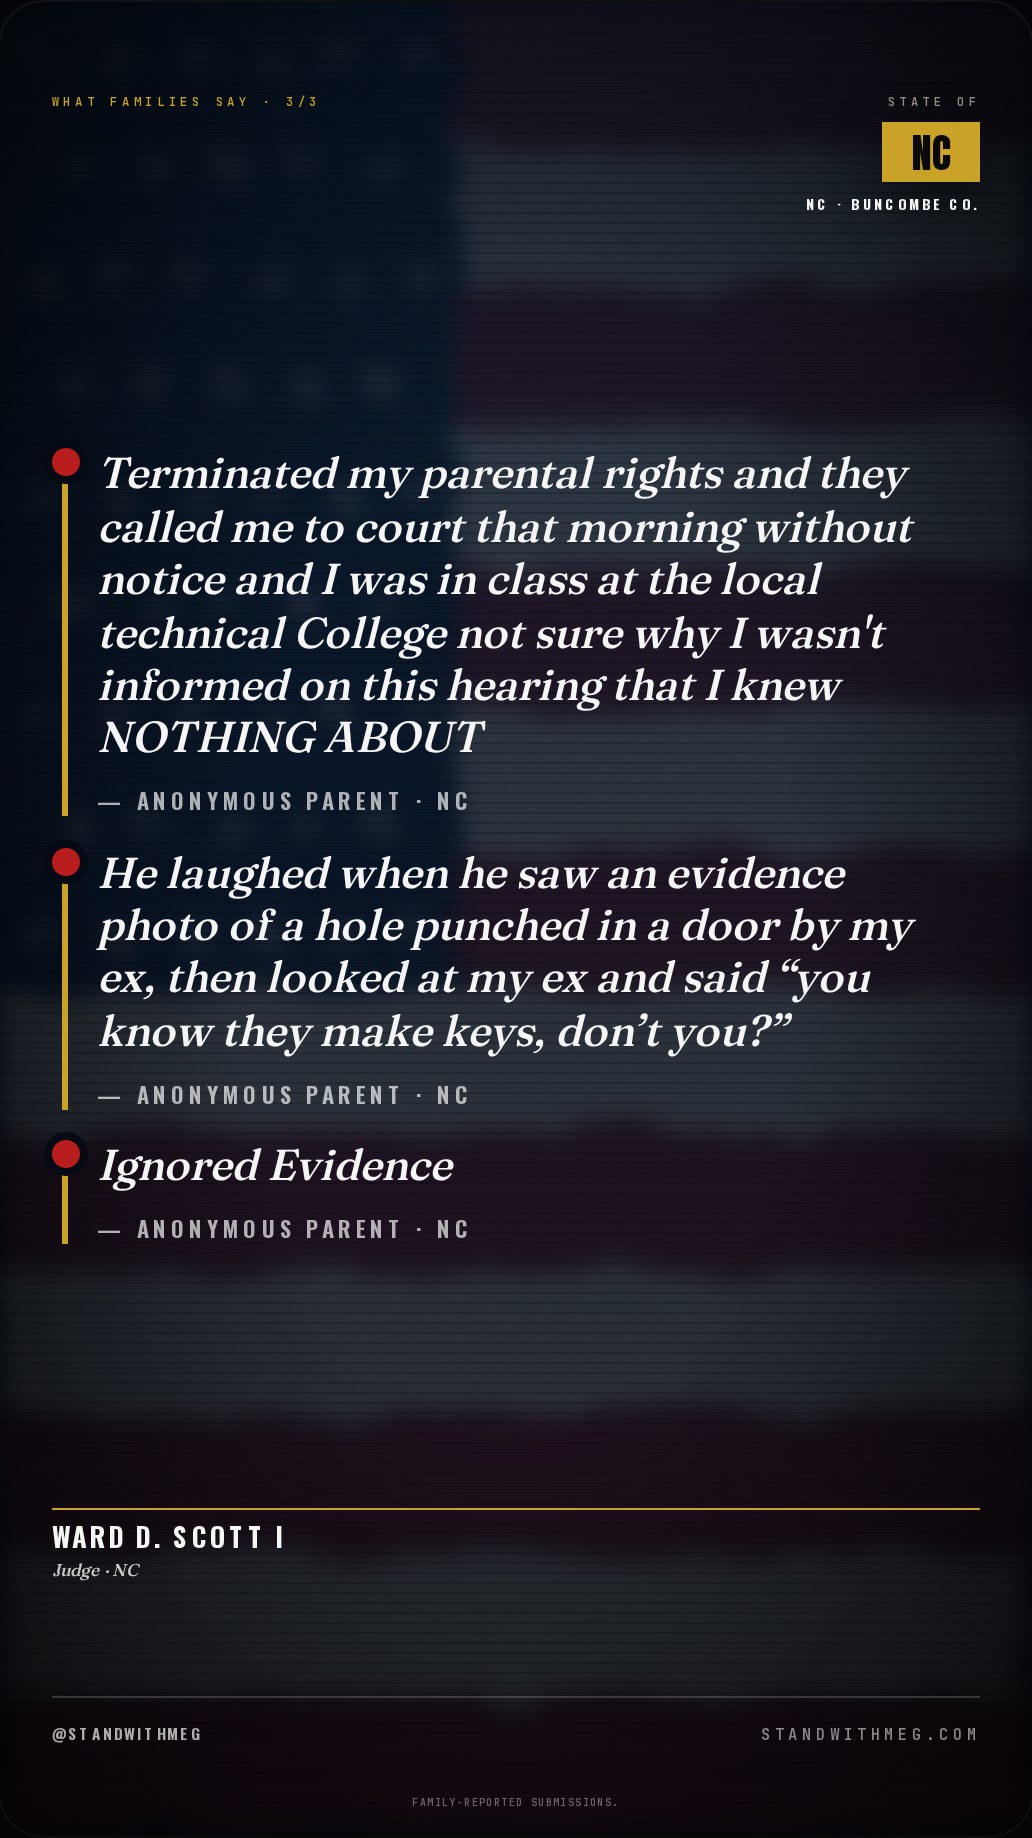 WHAT FAMILIES SAY · 3/3
STATE OF
NC
NC · BUNCOMBE CO.
Terminated my parental rights and they
called me to court that morning without
notice and I was in class at the local
technical College not sure why I wasn't
informed on this hearing that I knew
NOTHING ABOUT
— ANONYMOUS PARENT · NC
He laughed when he saw an evidence
photo of a hole punched in a door by my
ex, then looked at my ex and said “you
know they make keys, don’t you?”
— ANONYMOUS PARENT · NC
Ignored Evidence
— ANONYMOUS PARENT · NC
WARD D. SCOTT I
Judge · NC
@STANDWITHMEG
STANDWITHMEG.COM
FAMILY-REPORTED SUBMISSIONS.